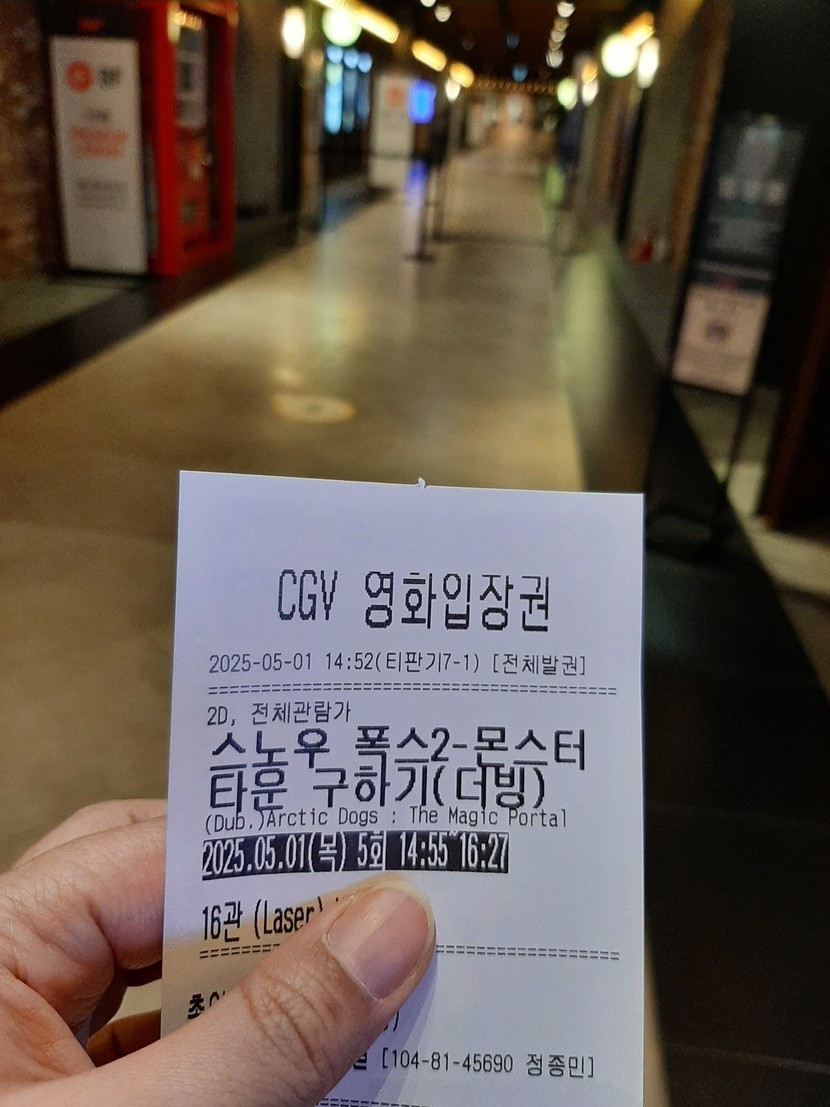 CGV 영화입장권
2025-05-01 14:52(티판기7-1) [전체발권]
2D, 전체관람가
스노우 폭스2-몬스터
타운 구하기(더빙)
(Dub.)Arctic Dogs : The Magic Portal
2025.05.01(목) 5회 14:55~16:27
16관 (Laser)
[104-81-45690 정종민]